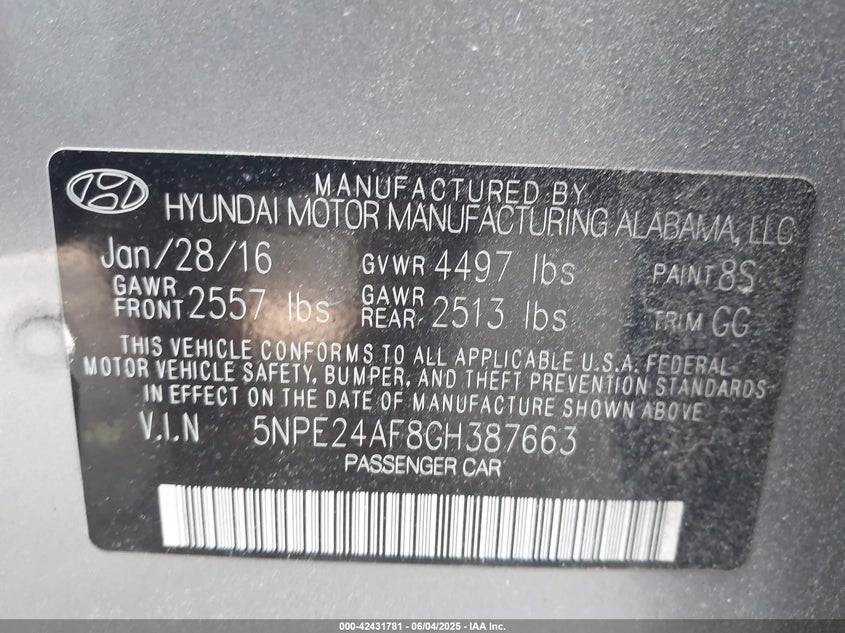 MANUFACTURED BY
HYUNDAI MOTOR MANUFACTURING ALABAMA, LLC
Jan/28/16 GVWR 4497 lbs PAINT 8S
GAWR FRONT 2557 lbs GAWR REAR 2513 lbs TRIM GG
THIS VEHICLE CONFORMS TO ALL APPLICABLE U.S.A. FEDERAL
MOTOR VEHICLE SAFETY, BUMPER, AND THEFT PREVENTION STANDARDS
IN EFFECT ON THE DATE OF MANUFACTURE SHOWN ABOVE
V.I.N 5NPE24AF8GH387663
PASSENGER CAR
000-42431781 - 06/04/2025 - IAA Inc.